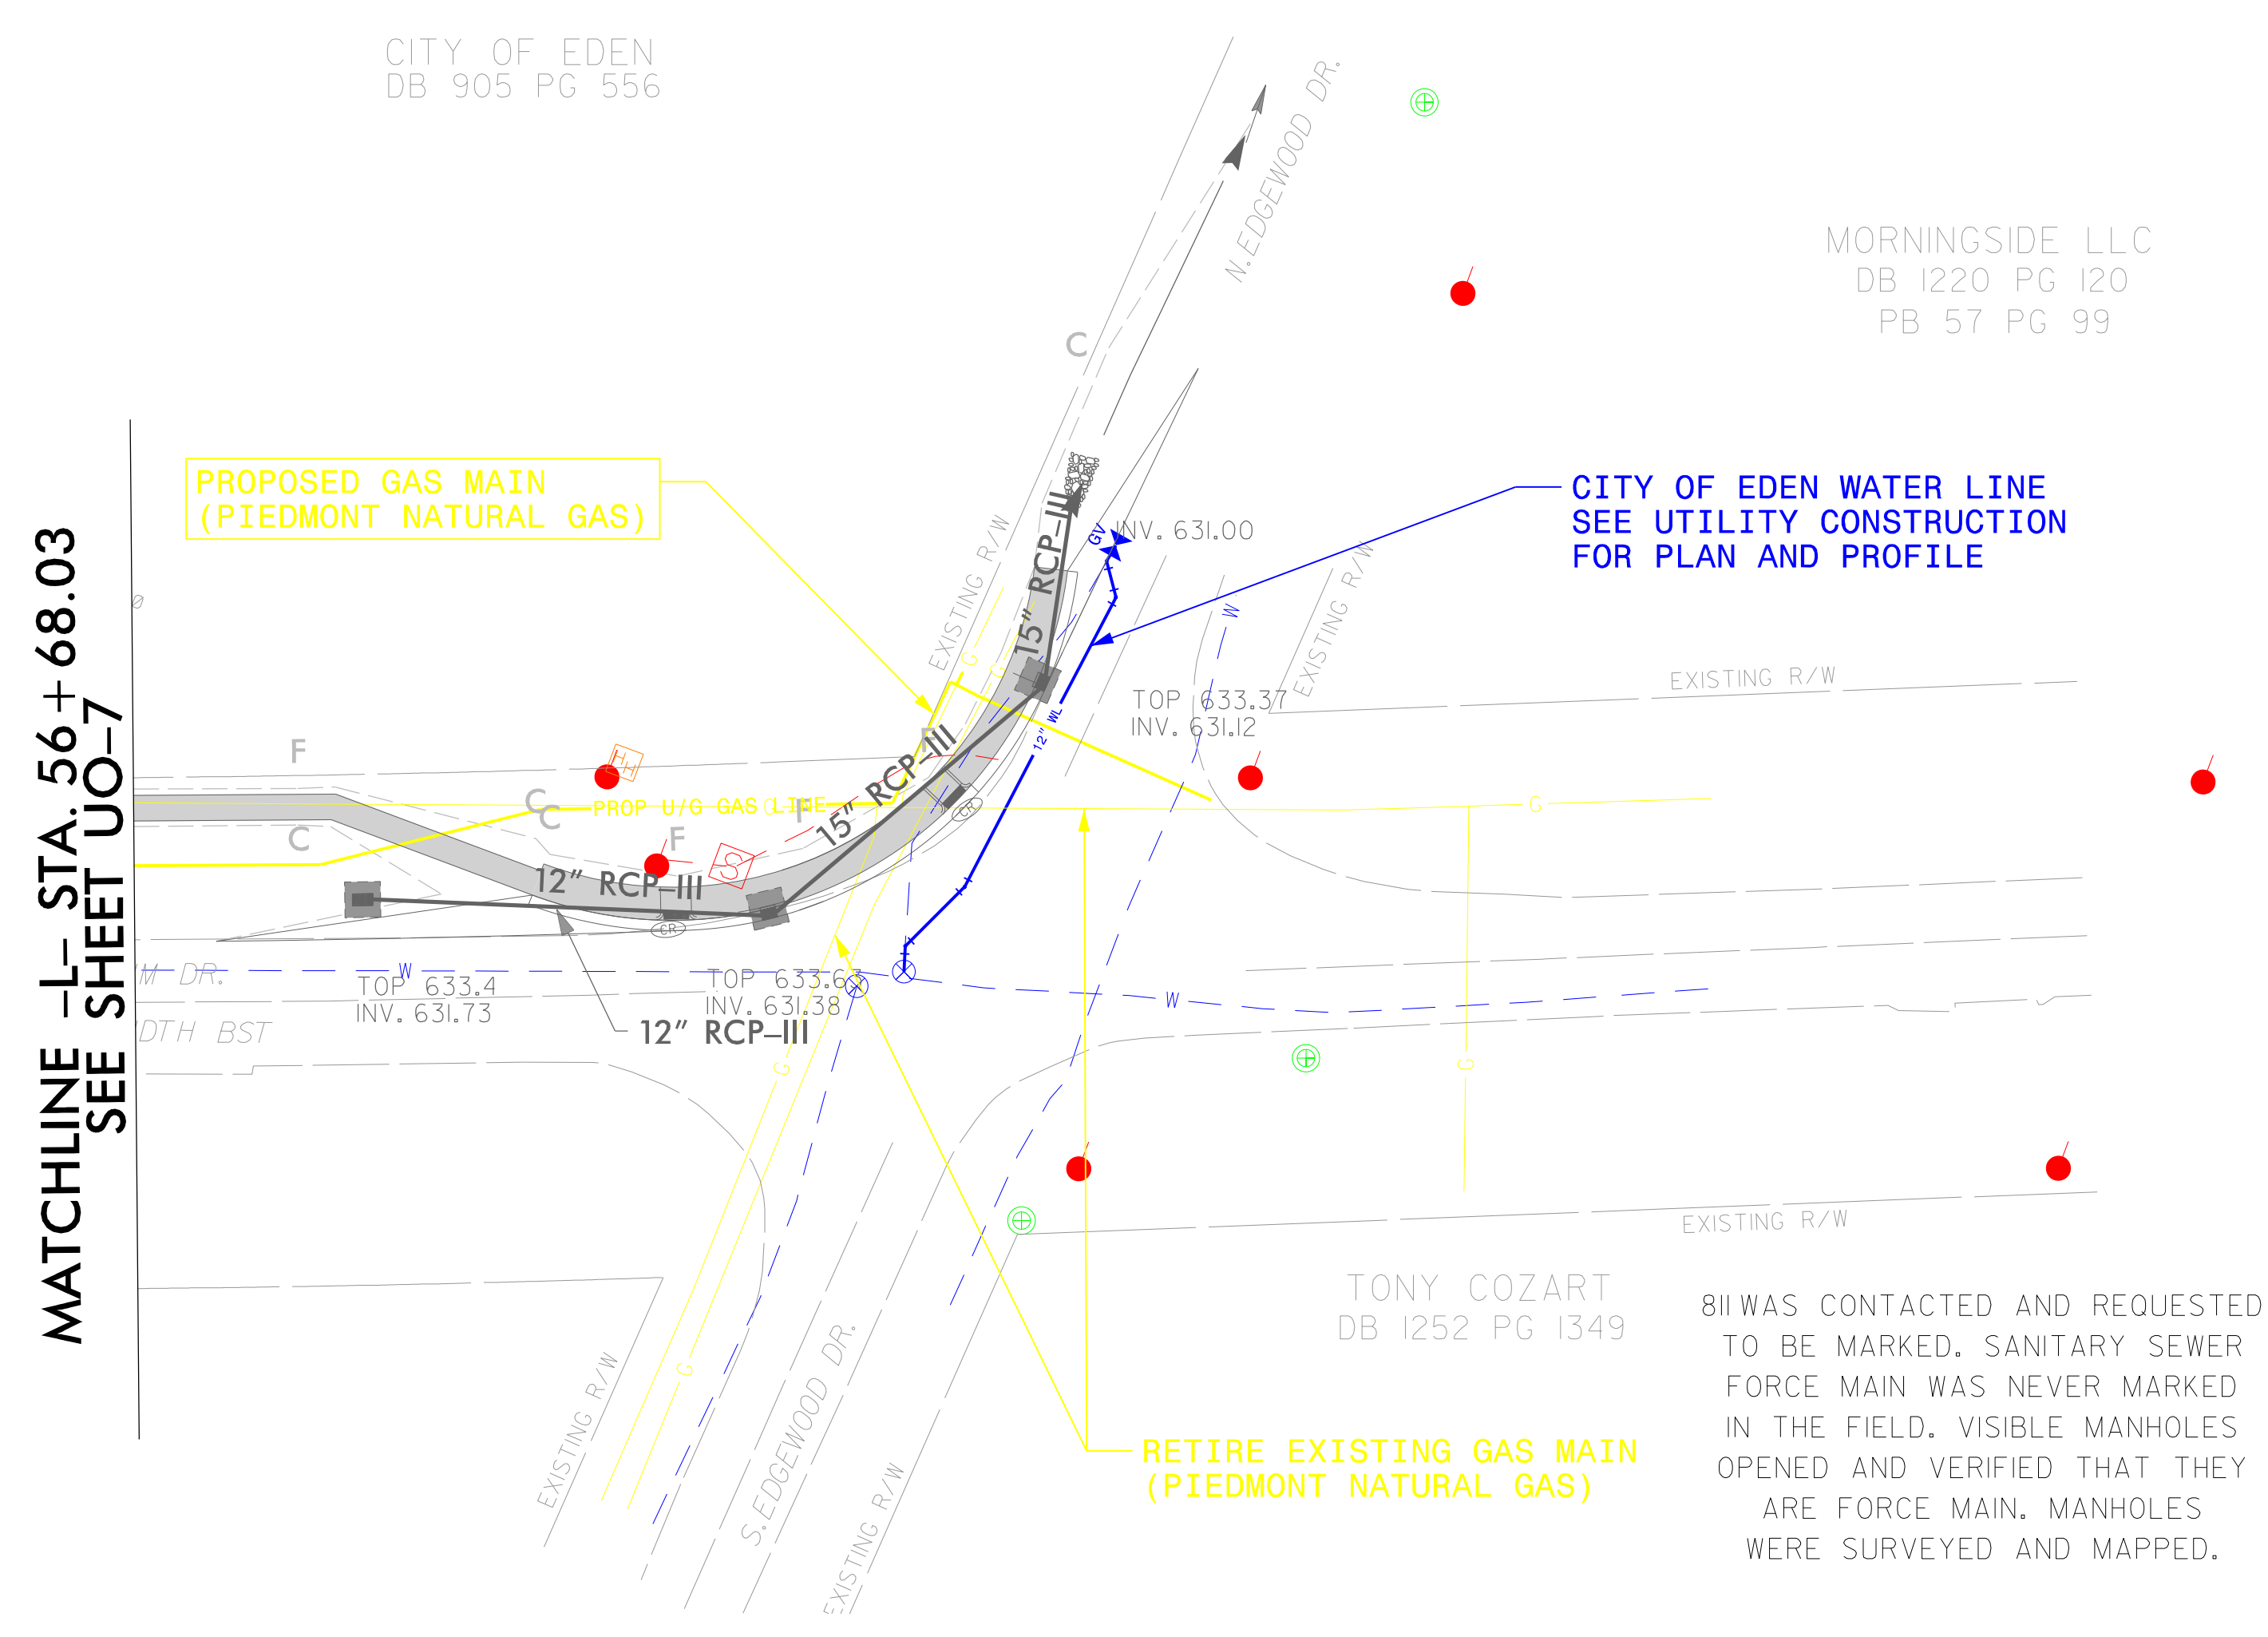 CITY OF EDEN
DB 905 PG 556
N. EDGEWOOD DR.
MORNINGSIDE LLC
DB 1220 PG 120
PB 57 PG 99
C
PROPOSED GAS MAIN
(PIEDMONT NATURAL GAS)
CITY OF EDEN WATER LINE
SEE UTILITY CONSTRUCTION
FOR PLAN AND PROFILE
MATCHLINE -L- STA. 56+68.03
SEE SHEET UO-7
EXISTING R/W
15" RCP-III
GV
INV. 631.00
EXISTING R/W
W
EXISTING R/W
G
G
TOP 633.37
INV. 631.12
12" WL
F
HH
F
15" RCP-III
C
C
PROP U/G GAS LINE
F
G
C
F
S
CR
12" RCP-III
CR
W
M DR.
TOP 633.4
INV. 631.73
TOP 633.63
INV. 631.38
W
DTH BST
12" RCP-III
G
G
G
EXISTING R/W
TONY COZART
DB 1252 PG 1349
EXISTING R/W
S. EDGEWOOD DR.
EXISTING R/W
RETIRE EXISTING GAS MAIN
(PIEDMONT NATURAL GAS)
811 WAS CONTACTED AND REQUESTED
TO BE MARKED. SANITARY SEWER
FORCE MAIN WAS NEVER MARKED
IN THE FIELD. VISIBLE MANHOLES
OPENED AND VERIFIED THAT THEY
ARE FORCE MAIN. MANHOLES
WERE SURVEYED AND MAPPED.